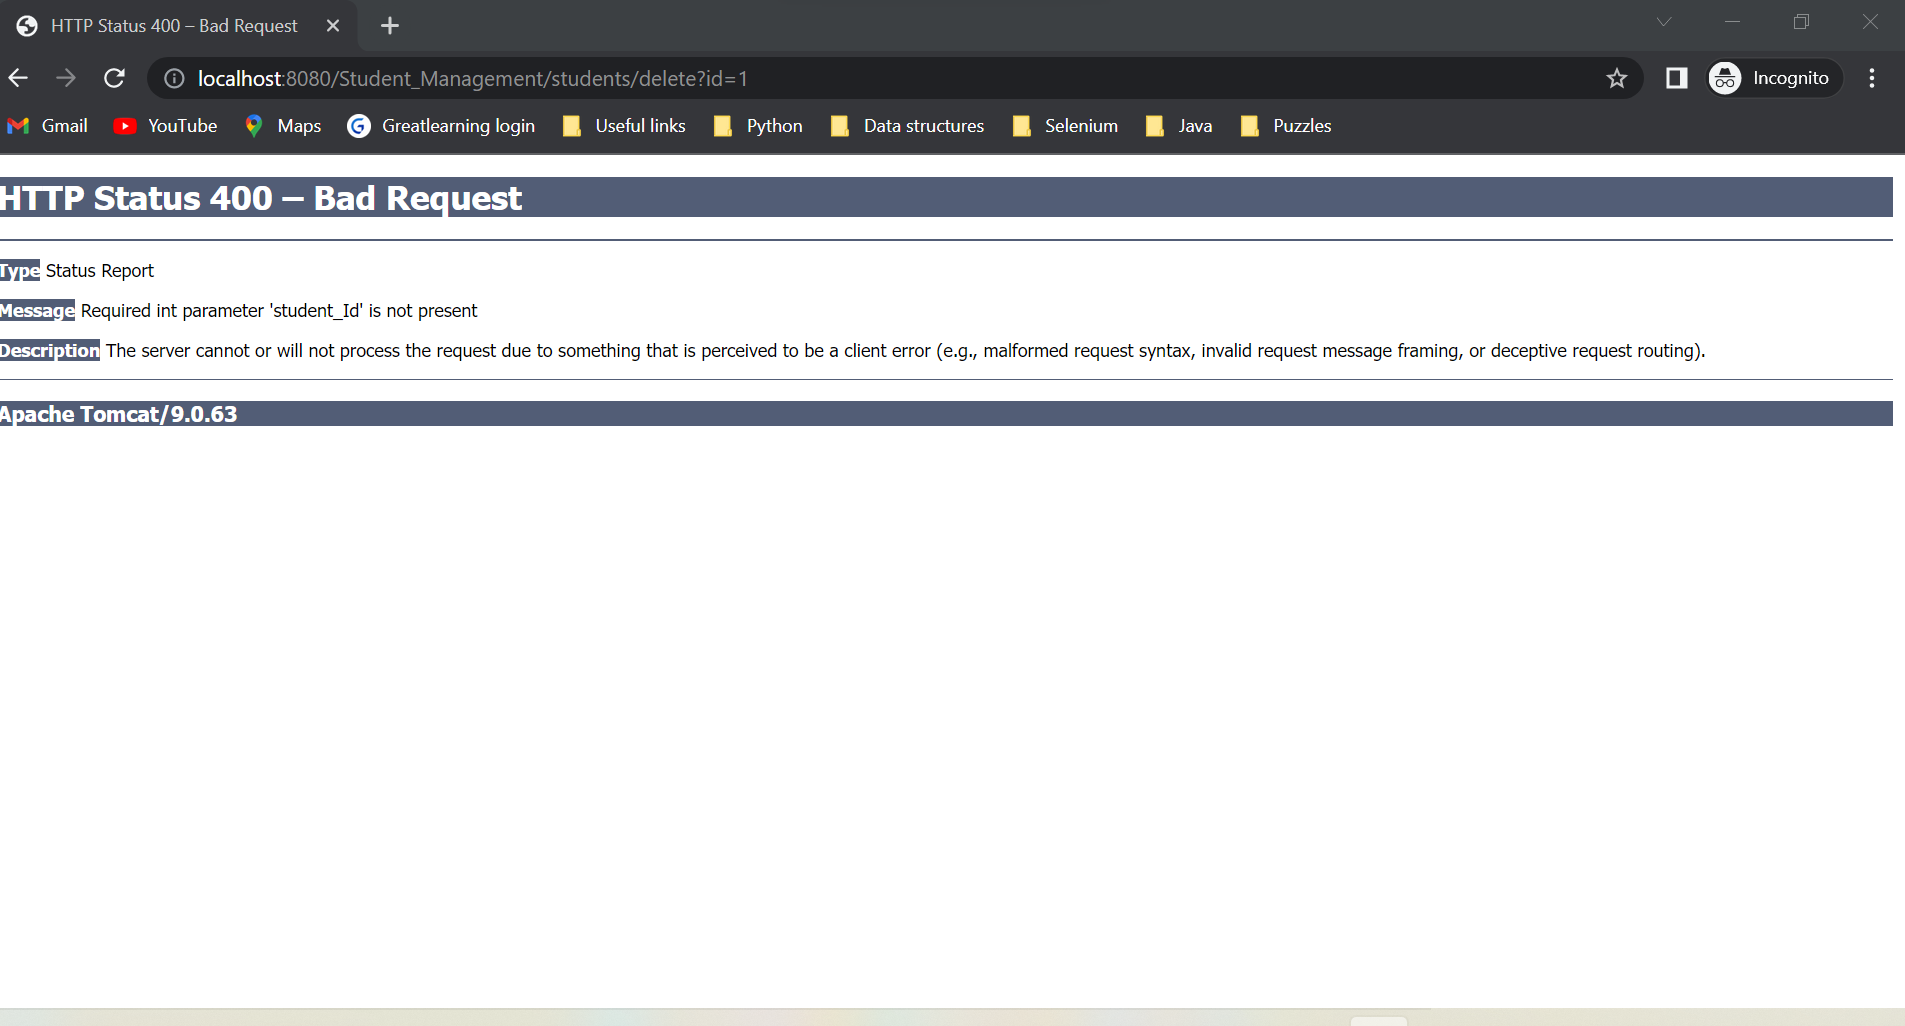 HTTP Status 400 – Bad Request
localhost:8080/Student_Management/students/delete?id=1
Incognito
Gmail YouTube Maps Greatlearning login Useful links Python Data structures Selenium Java Puzzles
HTTP Status 400 – Bad Request
Type Status Report
Message Required int parameter 'student_Id' is not present
Description The server cannot or will not process the request due to something that is perceived to be a client error (e.g., malformed request syntax, invalid request message framing, or deceptive request routing).
Apache Tomcat/9.0.63